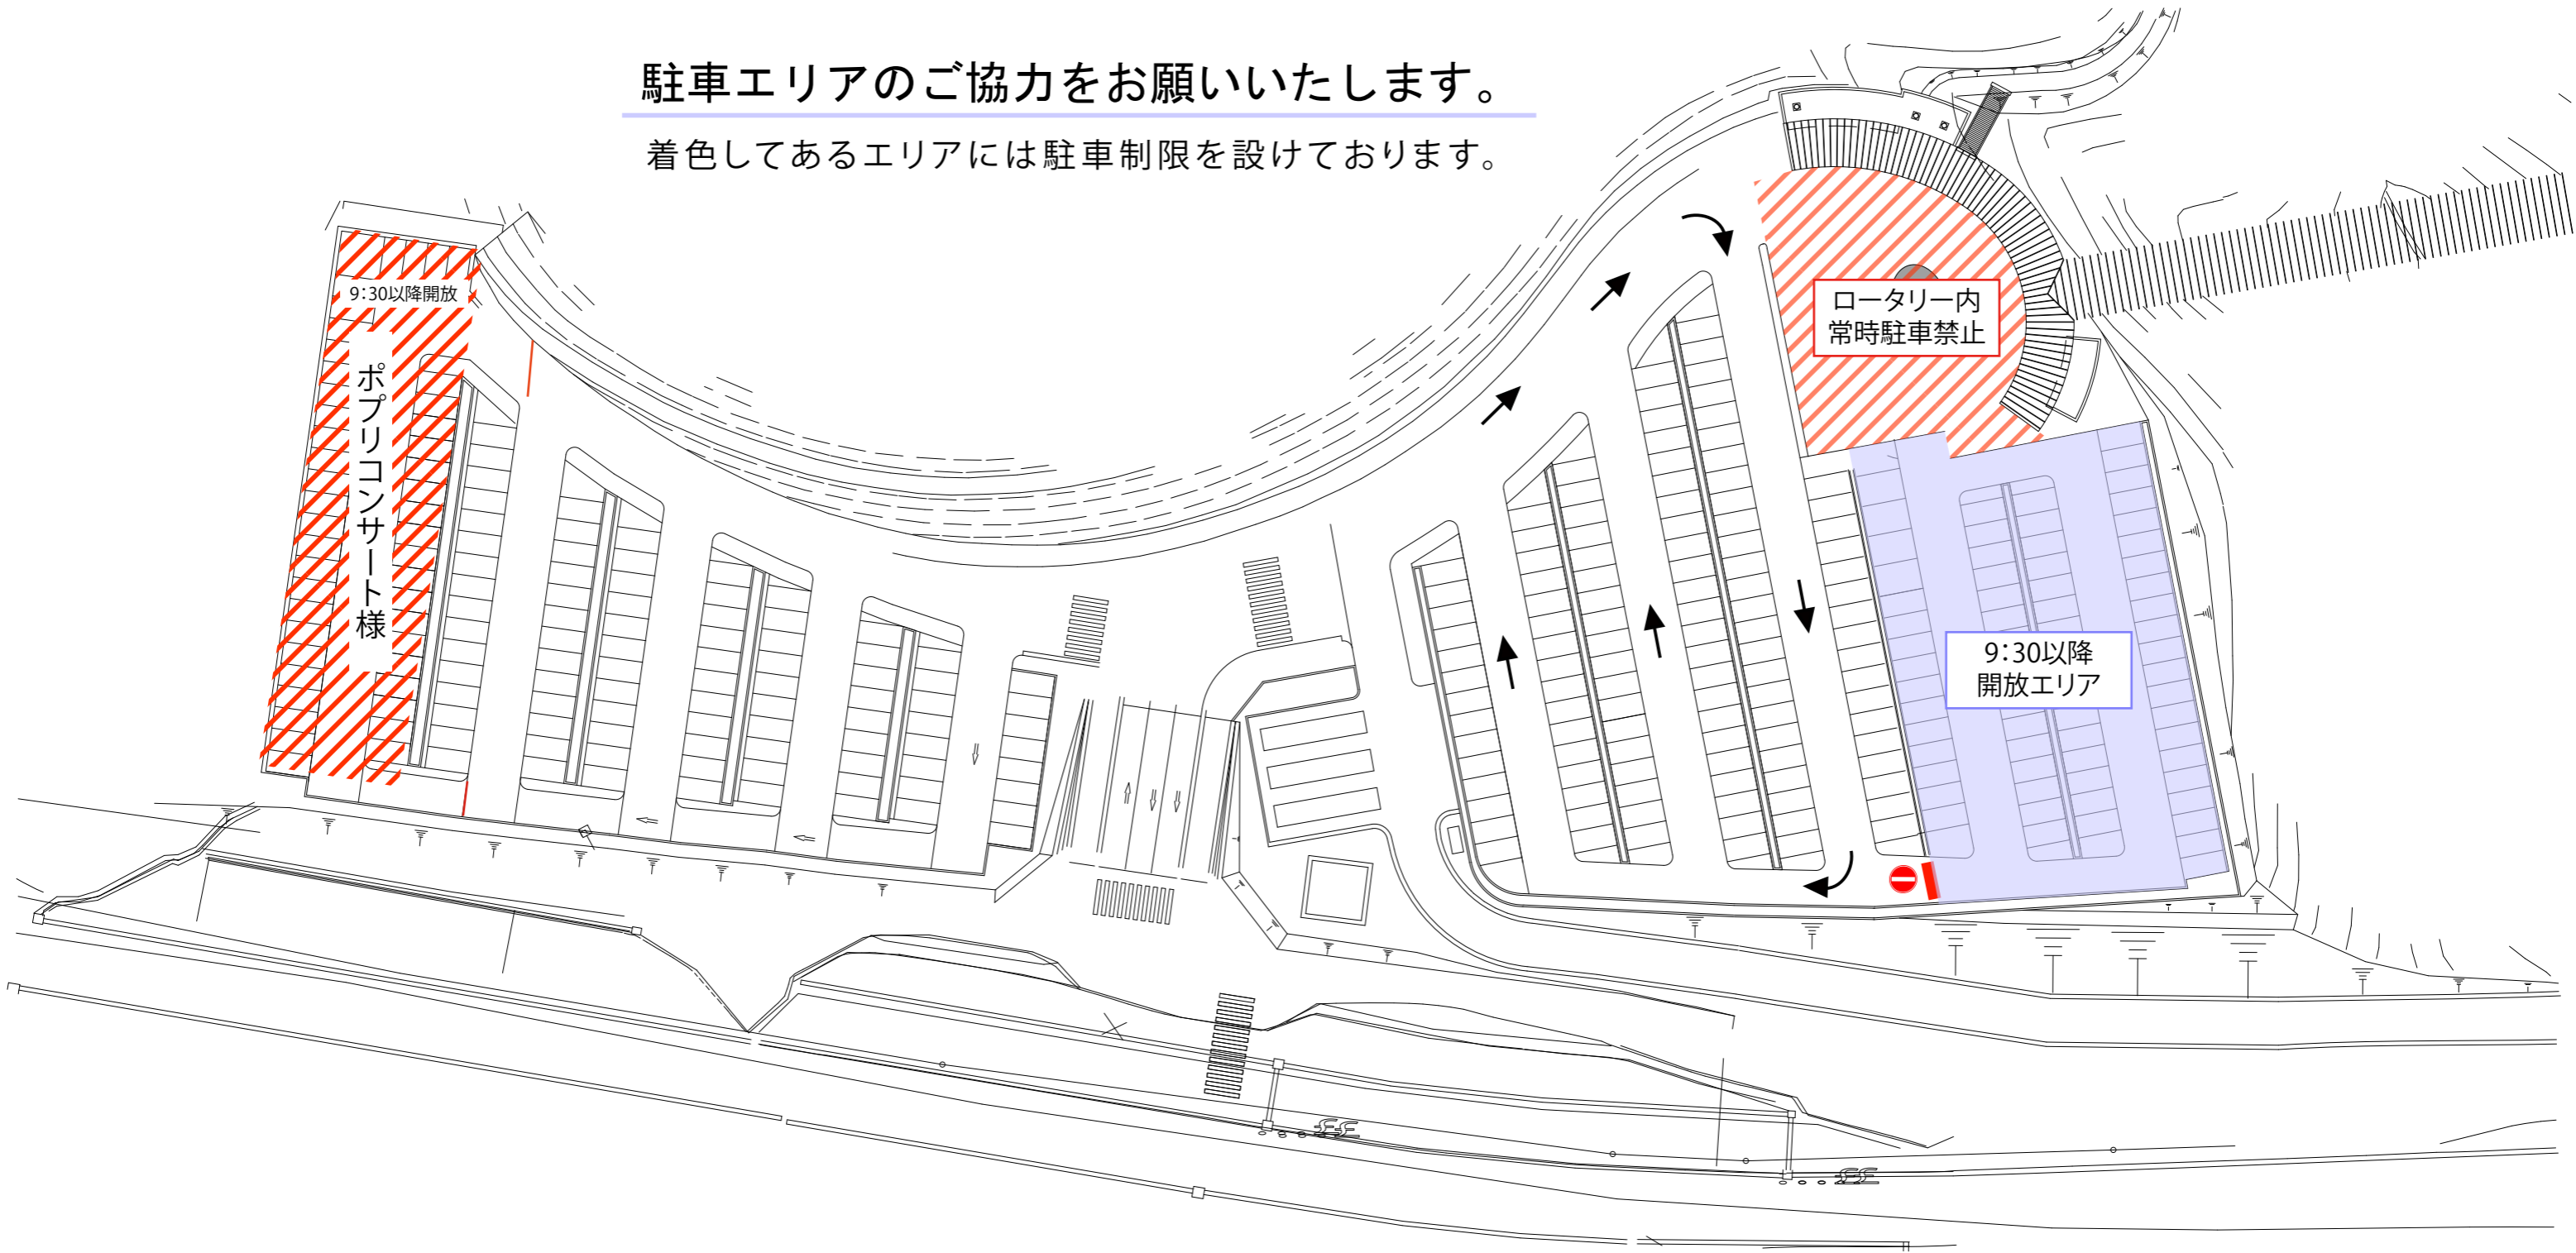 駐車エリアのご協力をお願いいたします。
着色してあるエリアには駐車制限を設けております。
9:30以降開放
ポプリコンサート様
ロータリー内
常時駐車禁止
9:30以降
開放エリア